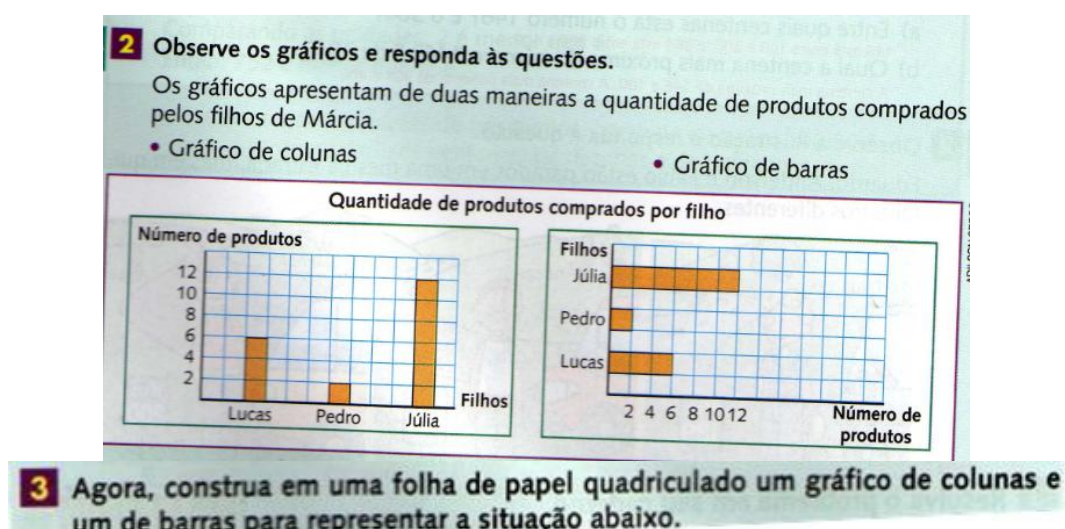 2 Observe os gráficos e responda às questões.
Os gráficos apresentam de duas maneiras a quantidade de produtos comprados
pelos filhos de Márcia.
• Gráfico de colunas
• Gráfico de barras
Quantidade de produtos comprados por filho
Número de produtos
12
10
8
6
4
2
Lucas Pedro Júlia
Filhos
Filhos
Júlia
Pedro
Lucas
2 4 6 8 10 12
Número de
produtos
3 Agora, construa em uma folha de papel quadriculado um gráfico de colunas e
um de barras para representar a situação abaixo.